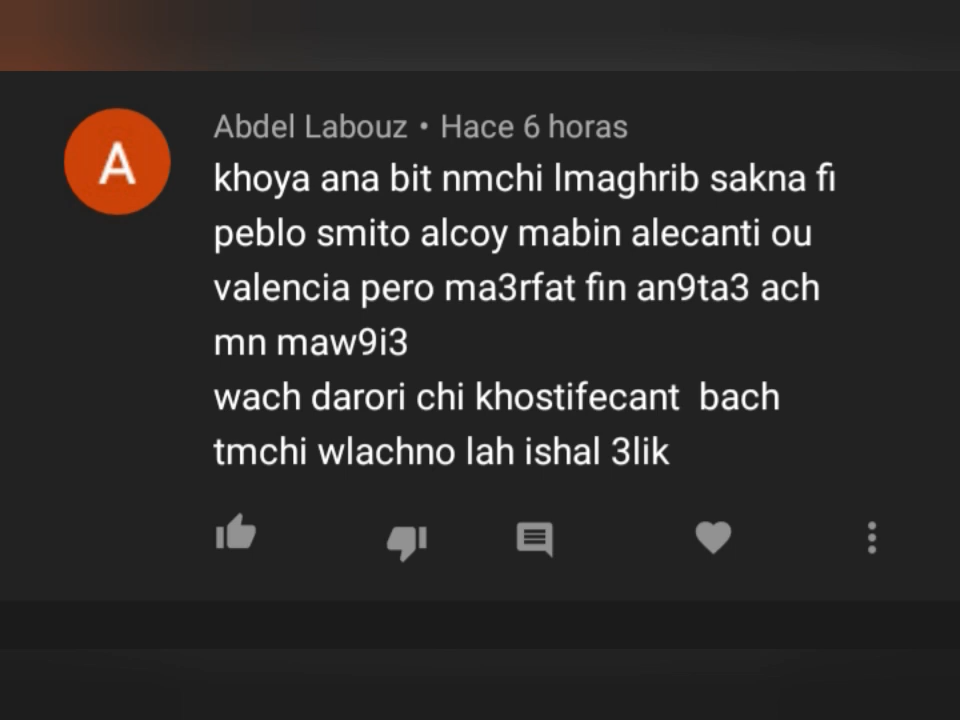 Abdel Labouz • Hace 6 horas
khoya ana bit nmchi lmaghrib sakna fi
peblo smito alcoy mabin alecanti ou
valencia pero ma3rfat fin an9ta3 ach
mn maw9i3
wach darori chi khostifecant  bach
tmchi wlachno lah ishal 3lik